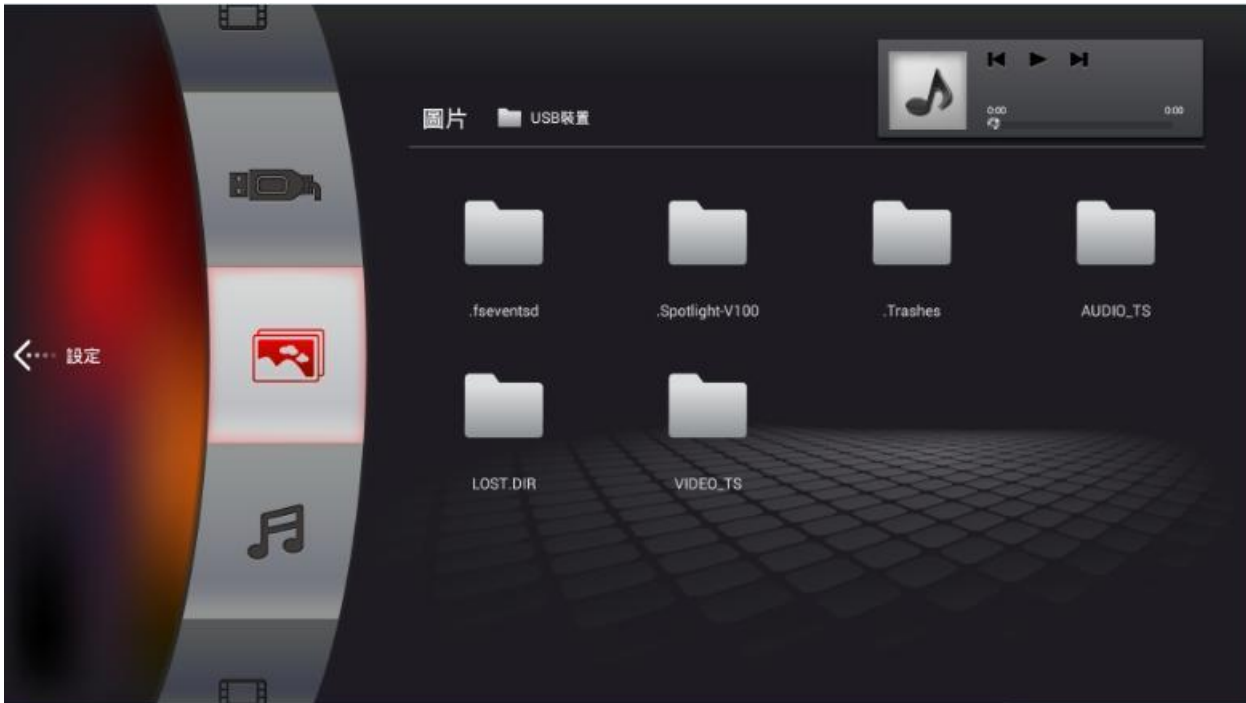 圖片 USB裝置
0:00 0:00
.fseventsd .Spotlight-V100 .Trashes AUDIO_TS
設定
LOST.DIR VIDEO_TS